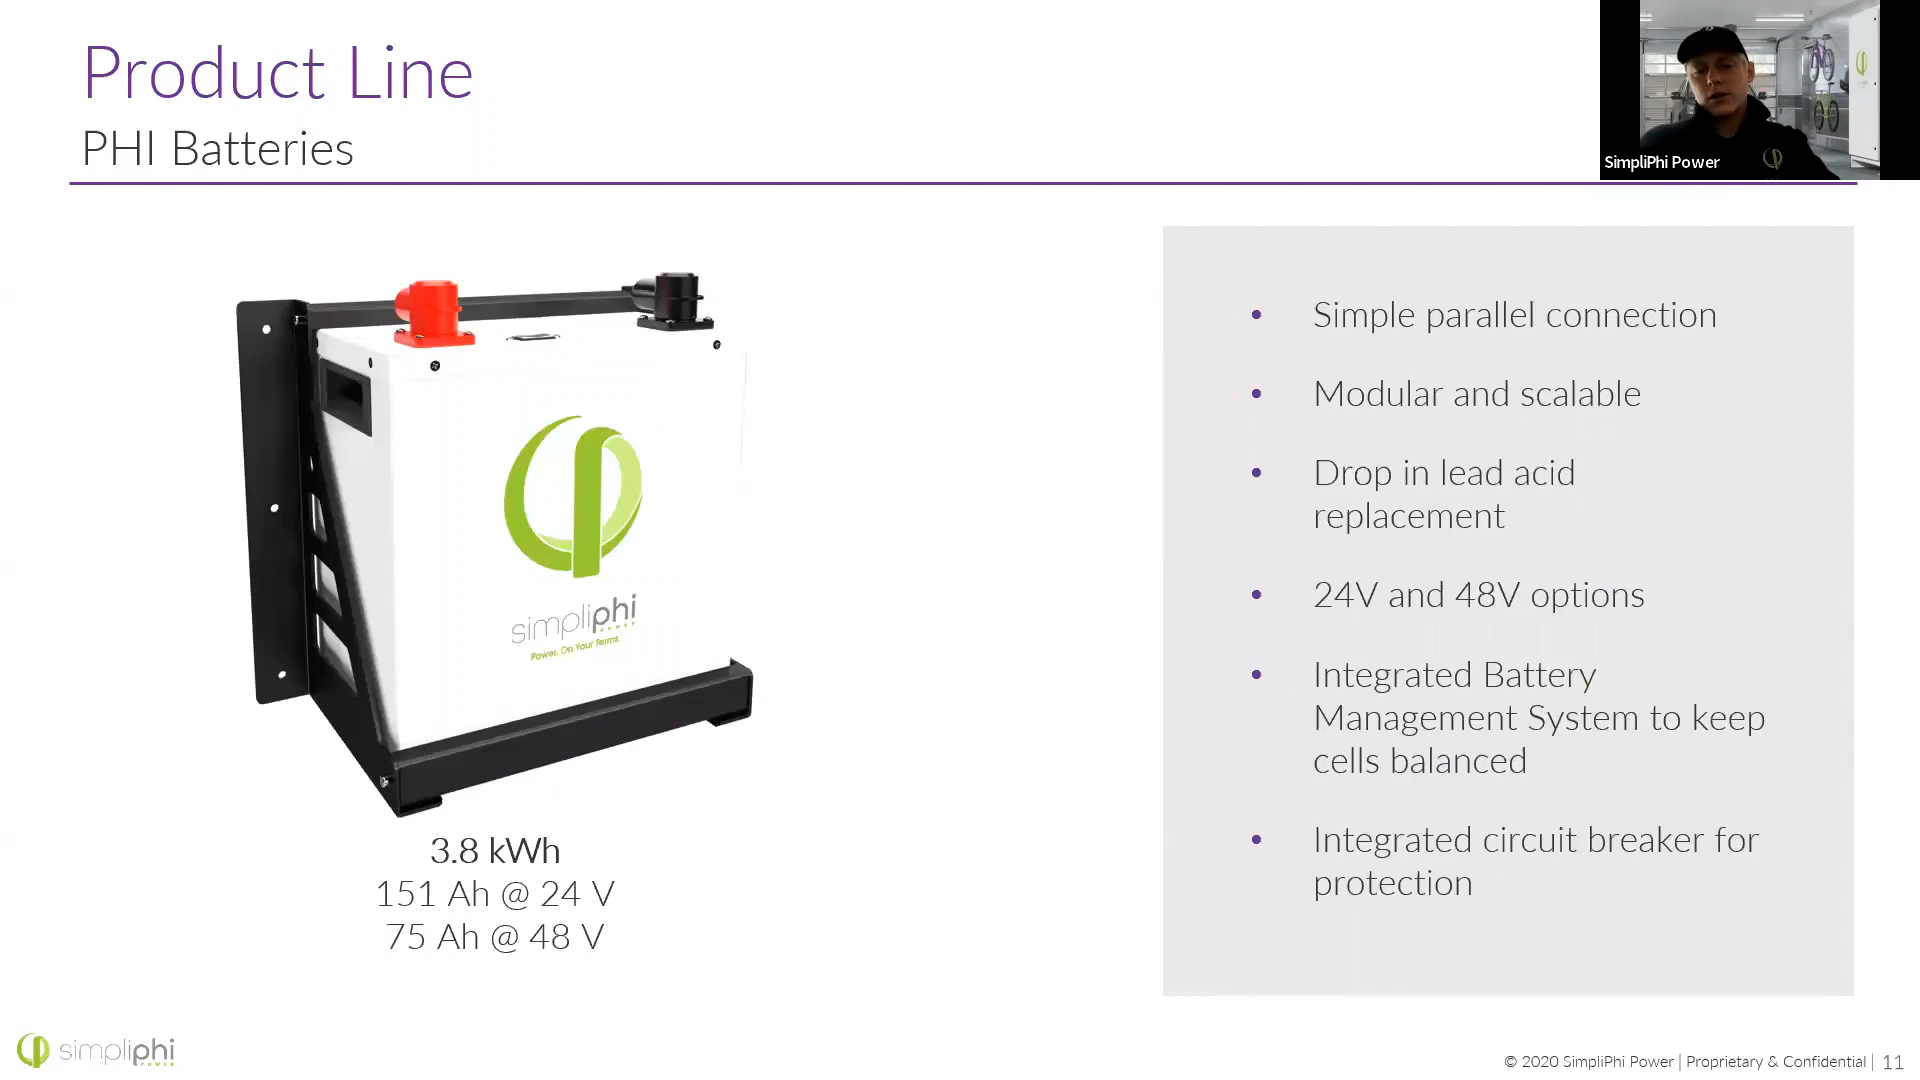 Product Line
PHI Batteries
SimpliPhi Power
simpliphi
POWER
Power. On Your Terms.
3.8 kWh
151 Ah @ 24 V
75 Ah @ 48 V
• Simple parallel connection
• Modular and scalable
• Drop in lead acid
replacement
• 24V and 48V options
• Integrated Battery
Management System to keep
cells balanced
• Integrated circuit breaker for
protection
simpliphi
POWER
© 2020 SimpliPhi Power | Proprietary & Confidential | 11